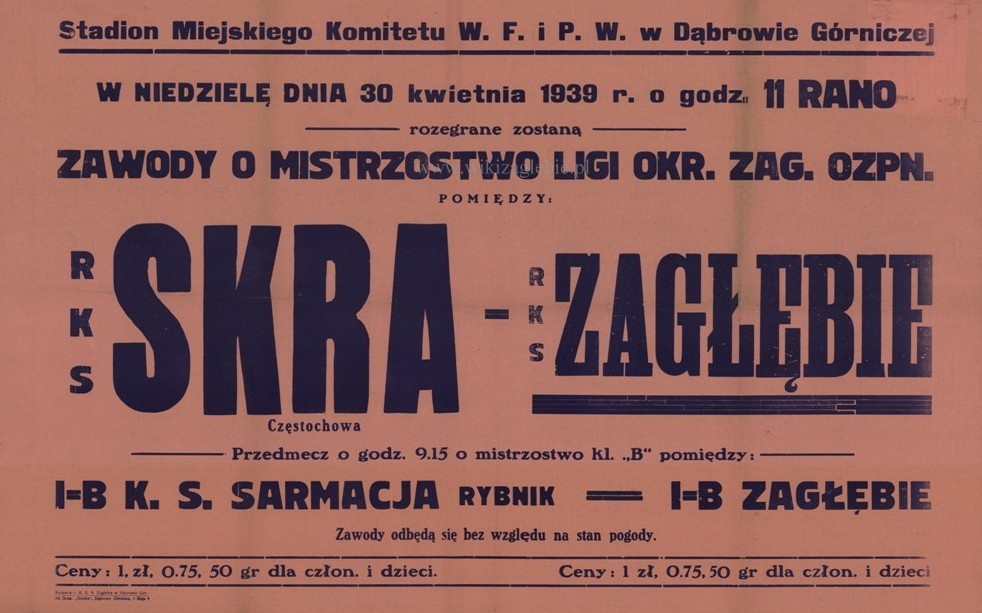 Stadion Miejskiego Komitetu W. F. i P. W. w Dąbrowie Górniczej
W NIEDZIELĘ DNIA 30 kwietnia 1939 r. o godz. 11 RANO
rozegrane zostaną
ZAWODY O MISTRZOSTWO LIGI OKR. ZAG. OZPN.
www.wikizaglebie.pl
POMIĘDZY:
RKS SKRA - RKS ZAGŁĘBIE
Częstochowa
Przedmecz o godz. 9.15 o mistrzostwo kl. „B“ pomiędzy:
I=B K. S. SARMACJA RYBNIK — I=B ZAGŁĘBIE
Zawody odbędą się bez względu na stan pogody.
Ceny: 1, zł, 0.75, 50 gr dla człon. i dzieci. Ceny: 1 zł, 0.75,50 gr dla człon. i dzieci